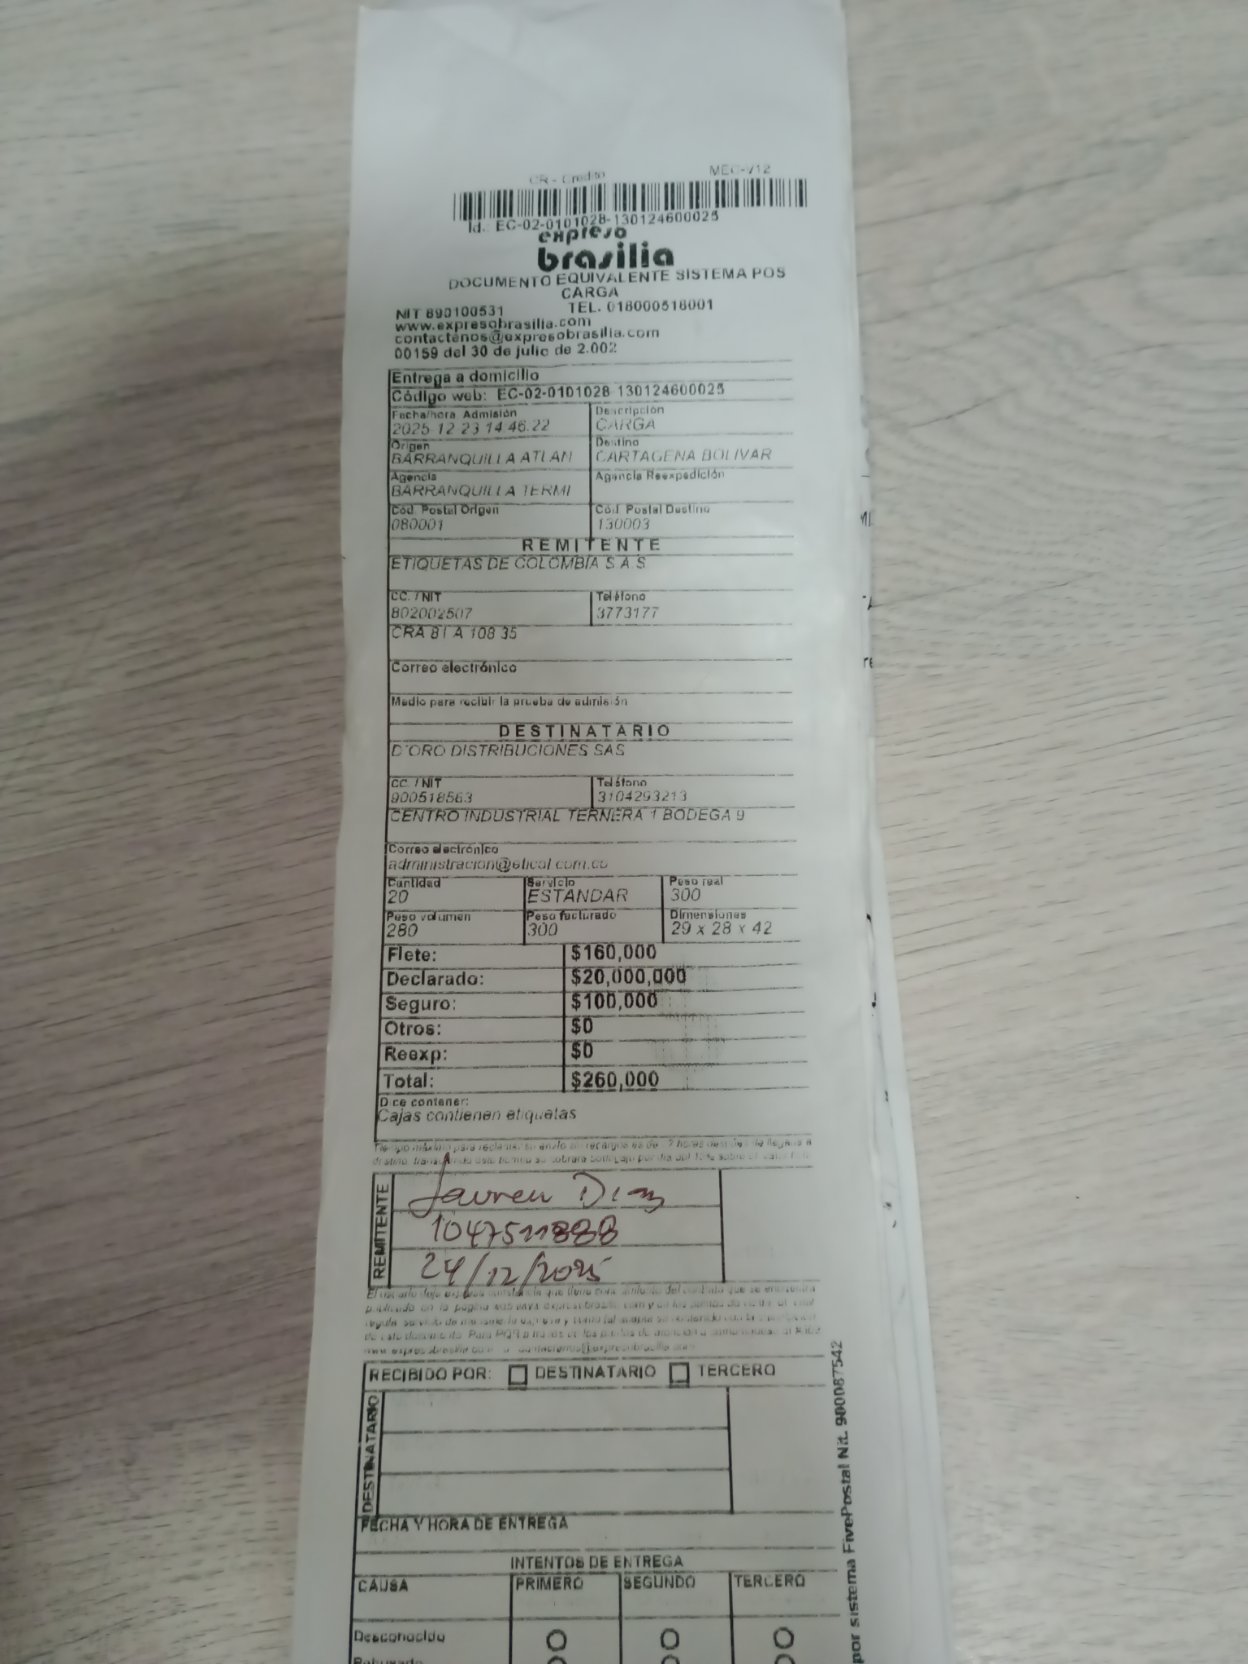 CR - Credito MEC-V12
Id. EC-02-0101028-130124600025
expreso
brasilia
DOCUMENTO EQUIVALENTE SISTEMA POS
CARGA
NIT 890100531 TEL. 018000518001
www.expresobrasilia.com
contactenos@expresobrasilia.com
00159 del 30 de julio de 2.002
Entrega a domicilio
Código web: EC-02-0101028-130124600025
Fecha/hora Admisión Descripción
2025 12 23 14.46.22 CARGA
Origen Destino
BARRANQUILLA ATLAN CARTAGENA BOLIVAR
Agencia Agencia Reexpedición
BARRANQUILLA TERMI
Cod. Postal Origen Cód. Postal Destino
080001 130003
REMITENTE
ETIQUETAS DE COLOMBIA S A S
CC. / NIT Teléfono
802002507 3773177
CRA 81 A 108 35
Correo electrónico
Medio para recibir la prueba de admisión
DESTINATARIO
D'ORO DISTRIBUCIONES SAS
CC. / NIT Teléfono
900518563 3104293213
CENTRO INDUSTRIAL TERNERA 1 BODEGA 9
Correo electrónico
administracion@etical.com.co
Cantidad Servicio Peso real
20 ESTANDAR 300
Peso volumen Peso facturado Dimensiones
280 300 29 x 28 x 42
Flete: $160,000
Declarado: $20,000,000
Seguro: $100,000
Otros: $0
Reexp: $0
Total: $260,000
Dice contener:
Cajas contienen etiquetas
REMITENTE
Lauren Diaz
1047511888
24/12/2025
RECIBIDO POR: DESTINATARIO TERCERO
DESTINATARIO
FECHA Y HORA DE ENTREGA
INTENTOS DE ENTREGA
CAUSA PRIMERO SEGUNDO TERCERO
Desconocido
Rehusado
por sistema FivePostal Nit. 900087542